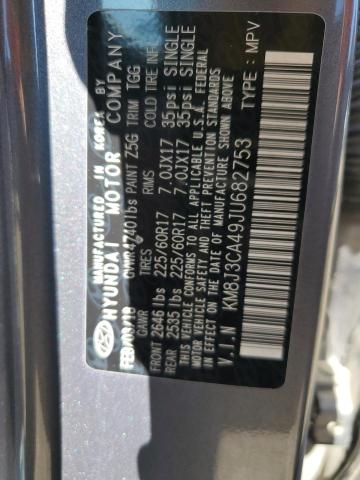 MANUFACTURED IN KOREA BY
HYUNDAI MOTOR COMPANY
FEB/09/18 GVWR 4740lbs PAINT Z5G TRIM TGG
GAWR RIMS COLD TIRE INF
FRONT 2646 lbs 225/60R17 7.0JX17 35psi SINGLE
REAR 2535 lbs 225/60R17 7.0JX17 35psi SINGLE
THIS VEHICLE CONFORMS TO ALL APPLICABLE U.S.A. FEDERAL
MOTOR VEHICLE SAFETY, BUMPER, AND THEFT PREVENTION STANDARDS
IN EFFECT ON THE DATE OF MANUFACTURE SHOWN ABOVE.
V.I.N KM8J3CA49JU682753 TYPE : MPV